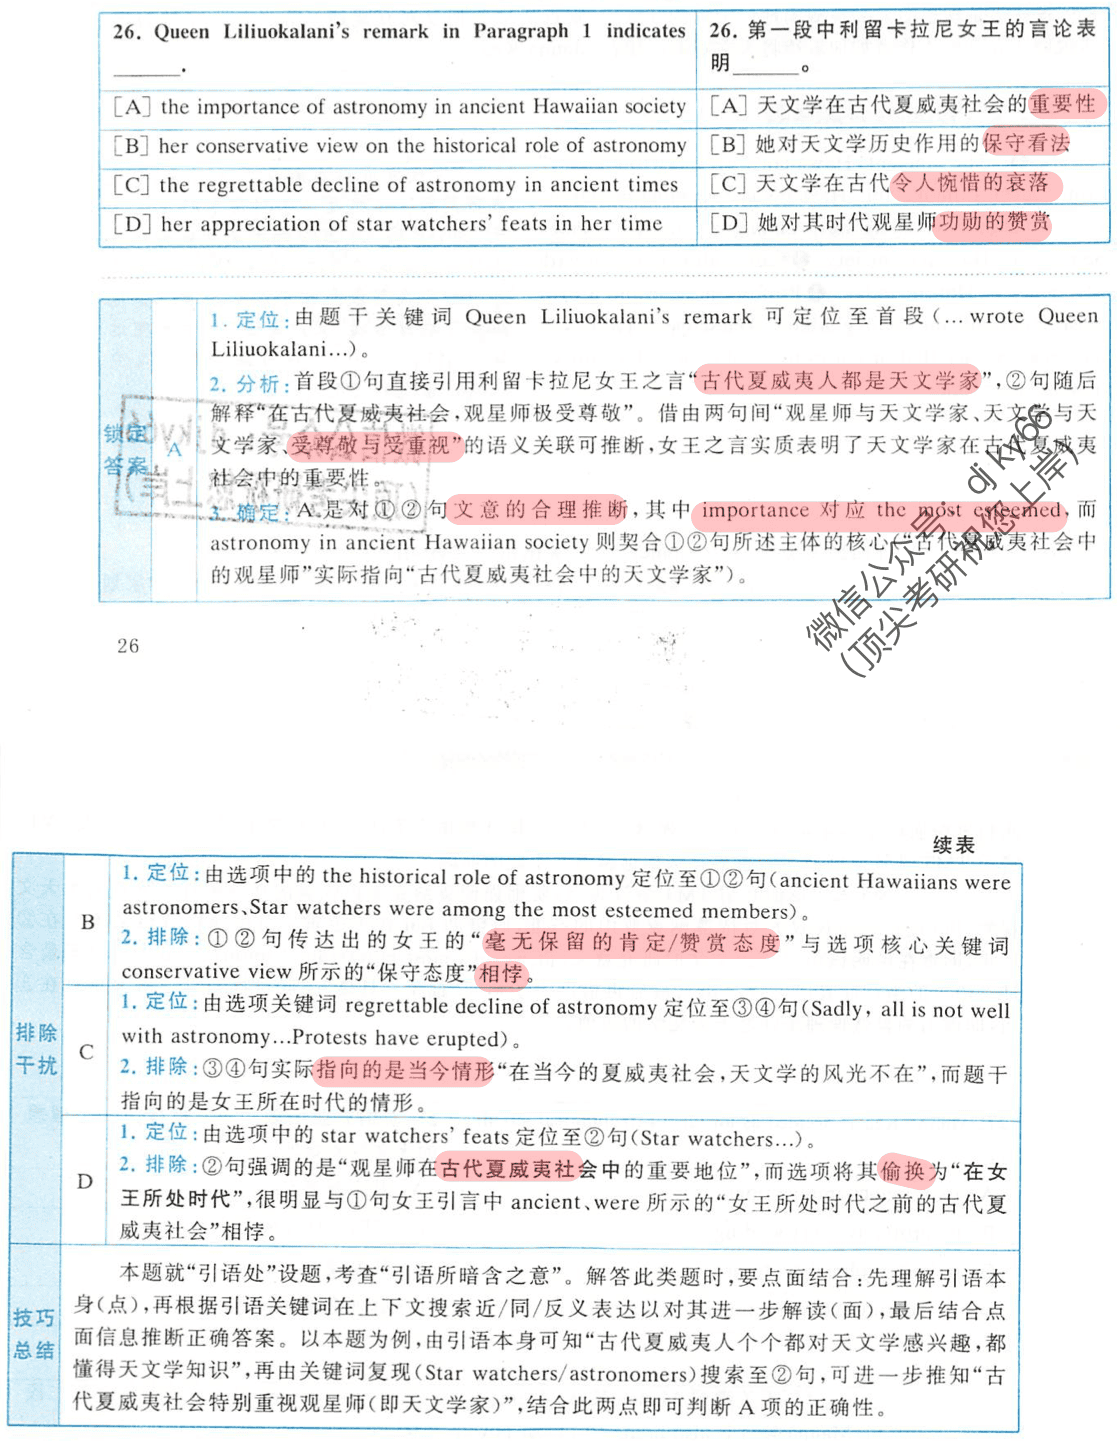 26. Queen Liliuokalani's remark in Paragraph 1 indicates
______.
[A] the importance of astronomy in ancient Hawaiian society
[B] her conservative view on the historical role of astronomy
[C] the regrettable decline of astronomy in ancient times
[D] her appreciation of star watchers' feats in her time
26. 第一段中利留卡拉尼女王的言论表
明______。
[A] 天文学在古代夏威夷社会的重要性
[B] 她对天文学历史作用的保守看法
[C] 天文学在古代令人惋惜的衰落
[D] 她对其时代观星师功勋的赞赏
锁定
答案
A
1. 定位:由题干关键词 Queen Liliuokalani's remark 可定位至首段(…wrote Queen
Liliuokalani…)。
2. 分析:首段①句直接引用利留卡拉尼女王之言“古代夏威夷人都是天文学家”,②句随后
解释“在古代夏威夷社会,观星师极受尊敬”。借由两句间“观星师与天文学家、天文学与天
文学家、受尊敬与受重视”的语义关联可推断,女王之言实质表明了天文学家在古代夏威夷
社会中的重要性。
3. 确定:A 是对①②句文意的合理推断,其中 importance 对应 the most esteemed,而
astronomy in ancient Hawaiian society 则契合①②句所述主体的核心(“古代夏威夷社会中
的观星师”实际指向“古代夏威夷社会中的天文学家”)。
微信公众号:djky66
(顶尖考研祝您上岸)
26
续表
排除
干扰
B
1. 定位:由选项中的 the historical role of astronomy 定位至①②句(ancient Hawaiians were
astronomers、Star watchers were among the most esteemed members)。
2. 排除:①②句传达出的女王的“毫无保留的肯定/赞赏态度”与选项核心关键词
conservative view 所示的“保守态度”相悖。
C
1. 定位:由选项关键词 regrettable decline of astronomy 定位至③④句(Sadly, all is not well
with astronomy…Protests have erupted)。
2. 排除:③④句实际指向的是当今情形“在当今的夏威夷社会,天文学的风光不在”,而题干
指向的是女王所在时代的情形。
D
1. 定位:由选项中的 star watchers' feats 定位至②句(Star watchers…)。
2. 排除:②句强调的是“观星师在古代夏威夷社会中的重要地位”,而选项将其偷换为“在女
王所处时代”,很明显与①句女王引言中 ancient、were 所示的“女王所处时代之前的古代夏
威夷社会”相悖。
技巧
总结
本题就“引语处”设题,考查“引语所暗含之意”。解答此类题时,要点面结合:先理解引语本
身(点),再根据引语关键词在上下文搜索近/同/反义表达以对其进一步解读(面),最后结合点
面信息推断正确答案。以本题为例,由引语本身可知“古代夏威夷人个个都对天文学感兴趣,都
懂得天文学知识”,再由关键词复现(Star watchers/astronomers)搜索至②句,可进一步推知“古
代夏威夷社会特别重视观星师(即天文学家)”,结合此两点即可判断 A 项的正确性。